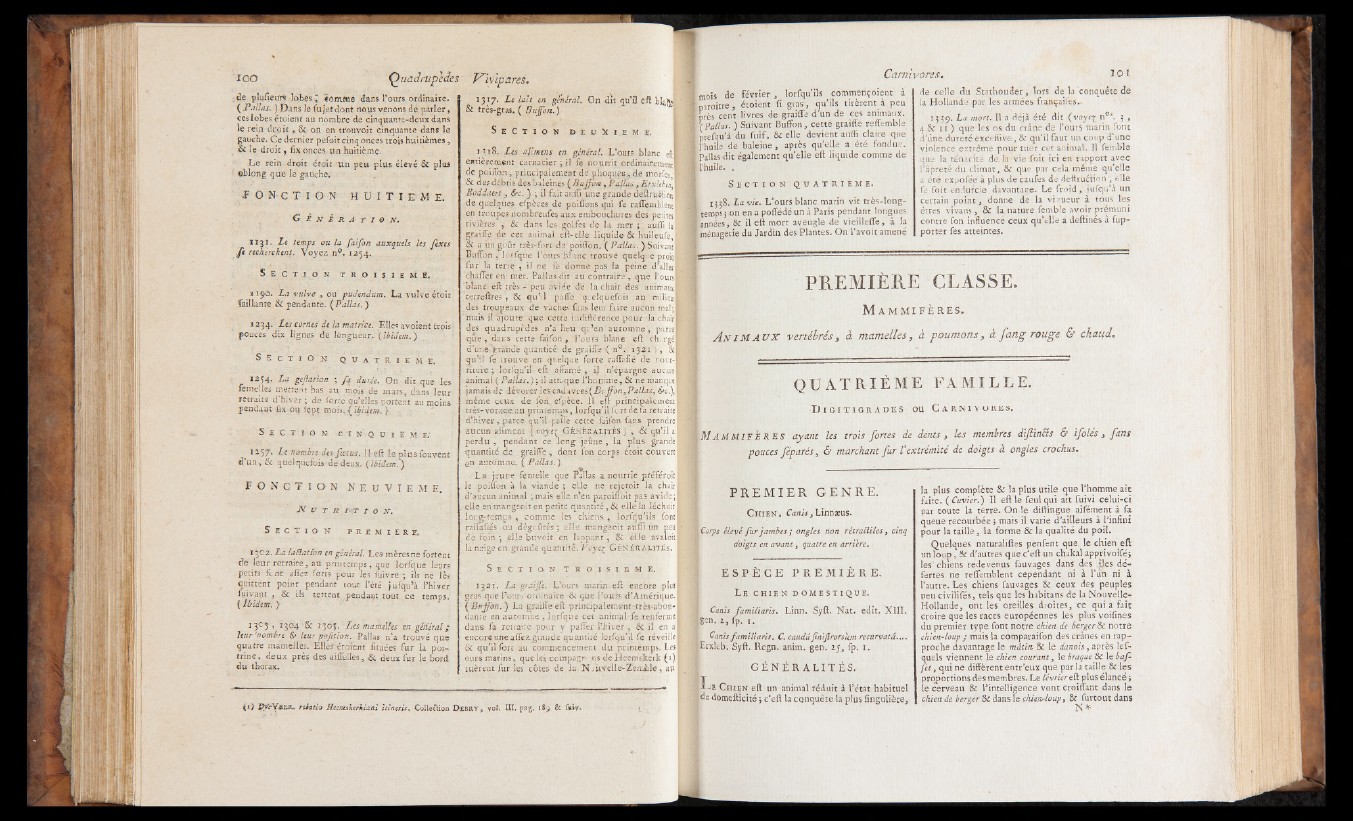 100 Quadrupèdes Vivipares.
de plusieurs lobes, comme dans l'ours ordinaire.
( Pallas. ) Dans le sujet dont nous venons de parler,
ces lobes étoient au nombre de cinquante-deux dans
le rein droit, & on en trouvoit cinquante dans le
gauche. Ce dernier pesoit cinq onces trois huitièmes,
& le droit, six onces un huitième.
Le rein droit étoit un peu plus élevé & plus
oblong que le gauche.
FONCTION HUITIEME.
GÉNÉRATION.
1131. Le temps ou la saison auxquels les sexes
se recherchent. Voyez n°. 1254.
SECTION TROISIEME.
1190. La vulve, ou pudendum. La vulve étoit
saillante & pendante. ( Pallas. )
1234. Les cornes de la matrice. Elles avoient trois
pouces dix lignes de longueur. ( Ibidem. )
SECTION QUATRIEME.
1254. La gestation ; sa durée. On dit que les
femelles mettent bas au mois de mars, dans leur
retraite d'hiver ; de sorte qu'elles portent au moins
pendant six ou sept mois. ( Ibidem. )
SECTION CINQUIEME.
1257. Le nombre des fœtus. Il est le plus souvent
d'un, & quelquefois de deux. ( Ibidem. )
FONCTION NEUVIEME.
NUTRITION.
SECTION PREMIERE.
1302. La lactation en général. Les mères ne sortent
de leur retraite, au printemps, que lorsque leurs
petits sont assez forts pour les suivre ; ils ne les
quittent point pendant tout l'été jusqu'à l'hiver
suivant, & ils tettent pendant tout ce temps.
( Ibidem. )
1303, 1304 & 1305. Les mamelles en général ;
leur nombre & leur position. Pallas n'a trouvé que
quatre mamelles. Elles étoient situées sur la poi-
trine, deux près des aisselles, & deux sur le bord
du thorax.
1317. Le lait en général. On dit qu'il est blanc
& très-gras. ( Buffon. )
SECTION DEUXIEME.
1318. Les alimens en général. L'ours blanc est
entièrement carnacier ; il se nourrit ordinairement
de poisson, principalement de phoques, de morses,
& des débris des baleines ( Buffon, Pallas, Erxleben,
Boddaert, &c. ) ; il fait aussi une grande destruction
de quelques espèces de poissons qui se rassemblent
en troupes nombreuses aux embouchures des petites
rivières, & dans les golfes de la mer ; aussi la
graisse de cet animal est-elle liquide & huileuse,
& a un goût très-fort de poisson. ( Pallas. ) Suivant
Buffon, lorsque l'ours blanc trouve quelque proie
sur la terre, il ne se donne pas la peine d'aller
chasser en mer. Pallas dit au contraire, que l'ours
blanc est très-peu avide de la chair des animaux
terrestres, & qu'il passe quelquefois au milieu
des troupeaux de vaches sans leur faire aucun mal ;
mais il ajoute que cette indifférence pour la chair
des quadrupèdes n'a lieu qu'en automne, parce
que, dans cette saison, l'ours blanc est chargé
d'une grande quantité de graisse ( n°. 1321 ), &
qu'il se trouve en quelque sorte rassasié de nour-
riture ; lorsqu'il est affamé, il n'épargne aucun
animal ( Pallas. ) ; il attaque l'homme, & ne manque
jamais de dévorer les cadavres ( Buffon, Pallas, &c. ),
même ceux de son espèce. Il est principalement
très-vorace au printemps, lorsqu'il sort de sa retraite
d'hiver, parce qu'il passe cette saison sans prendre
aucun aliment ( voyez GÉNÉRALITÉS ), & qu'il a
perdu, pendant ce long jeûne, la plus grande
quantité de graisse, dont son corps étoit couvert
en automne. ( Pallas. )
La jeune femelle que Pallas a nourrie préféroit
le poisson à la viande ; elle ne rejetoit la chair
d'aucun animal ; mais elle n'en paroissoit pas avide ;
elle en mangeoit en petite quantité, & elle la léchoit
long-temps, comme les chiens, lorsqu'ils sont
rassasiés ou dégoûtés ; elle mangeoit aussi un peu
de foin ; elle buvoit en lappant, & elle avaloit
la neige en grande quantité. Voyez GENÉRALITÉS.
SECTION TROISIEME.
1321. La graisse. L'ours marin est encore plus
gras que l'ours ordinaire & que l'ours d'Amérique.
( Buffon. ) La graisse est principalement très-abon-
dante en automne, lorsque cet animal se renferme
dans sa retraite pour y passer l'hiver, & il en a
encore une assez grande quantité lorsqu'il se réveille
& qu'il sort au commencement du printemps. Les
ours marins, que les compagnons de Heemskerk (1)
tuèrent sur les côtes de la Nouvelle-Zemble, au
(1) relatio Heemskerkiani itineris. Collection DEBRY, vol. III. pag. 189 & suiv.
Carnivores. 101
mois de février, lorsqu'ils commençoient à
paroître, étoient si gras, qu'ils tirèrent à peu
près cent livres de graisse d'un de ces animaux.
( Pallas. ) Suivant Buffon, cette graisse ressemble
presqu'à du suif, & elle devient aussi claire que
l'huile de baleine, après qu'elle a été fondue.
Pallas dit également qu'elle est liquide comme de
l'huile.
SECTION QUATRIEME.
1338. La vie. L'ours blanc marin vit très-long-
temps ; on en a possédé un à Paris pendant longues
années, & il est mort aveugle de vieillesse, à la
ménagerie du Jardin des Plantes. On l'avoit amené
de celle du Stathouder, lors de la conquête de
la Hollande par les armées françaises.
1339. La mort. Il a déjà été dit ( voyez nos. 3,
4 & 11 ) que les os du crâne de l'ours marin sont
d'une dureté excessive, & qu'il faut un coup d'une
violence extrême pour tuer cet animal. Il semble
que la ténacité de la vie soit ici en rapport avec
l'âpreté du climat, & que par cela même qu'elle
a été exposée à plus de causes de destruction, elle
se soit endurcie davantage. Le froid, jusqu'à un
certain point, donne de la vigueur à tous les
êtres vivans, & la nature semble avoir prémuni
contre son influence ceux qu'elle a destinés à sup-
porter ses atteintes.
PREMIÈRE CLASSE.
MAMMIFÈRES.
ANIMAUX vertébrés, à mamelles, à poumons, à sang rouge & chaud.
QUATRIÈME FAMILLE.
DIGITIGRADES ou CARNIVORES.
MAMMIFÈRES ayant les trois sortes de dents, les membres distincts & isolés, sans
pouces séparés, & marchant sur l'extrémité de doigts à ongles crochus.
PREMIER GENRE.
CHIEN, Canis, Linnæus.
Corps élevé sur jambes ; ongles non rétractiles, cinq
doigts en avant, quatre en arrière.
ESPÈCE PREMIÈRE.
LE CHIEN DOMESTIQUE.
Canis familiaris. Linn. Syst. Nat. edit. XIII.
gen. 2, sp. 1.
Canis familiaris. C. caudâ sinistrorsùm recurvatâ....
Erxleb. Syst. Regn. anim. gen. 25, sp. 1.
GÉNÉRALITÉS.
LE CHIEN est un animal réduit à l'état habituel
de domesticité ; c'est la conquête la plus singulière,
la plus complète & la plus utile que l'homme ait
faite. ( Cuvier. ) Il est le seul qui ait suivi celui-ci
par toute la terre. On le distingue aisément à sa
queue recourbée ; mais il varie d'ailleurs à l'infini
pour la taille, la forme & la qualité du poil.
Quelques naturalistes pensent que le chien est
un loup, & d'autres que c'est un chakal apprivoisé ;
les chiens redevenus sauvages dans des îles dé-
sertes ne ressemblent cependant ni à l'un ni à
l'autre. Les chiens sauvages & ceux des peuples
peu civilisés, tels que les habitans de la Nouvelle-
Hollande, ont les oreilles droites, ce qui a fait
croire que les races européennes les plus voisines
du premier type sont notre chien de berger & notre
chien-loup ; mais la comparaison des crânes en rap-
proche davantage le mâtin & le danois, après les-
quels viennent le chien courant, le braque & le bas-
set, qui ne diffèrent entr'eux que par la taille & les
proportions des membres. Le lévrier est plus élancé ;
le cerveau & l'intelligence vont croissant dans le
chien de berger & dans le chien-loup, & surtout dans
N *